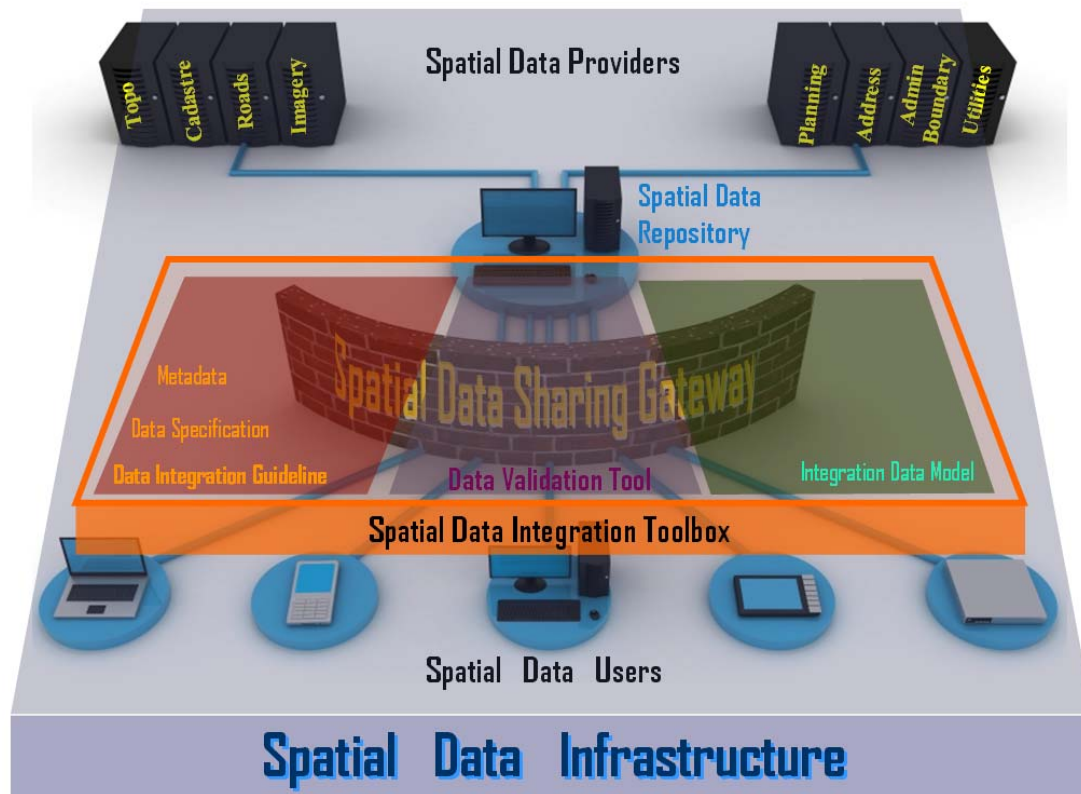 Spatial Data Providers
Topo
Cadastre
Roads
Imagery
Planning
Address
Admin
Boundary
Utilities
Spatial Data
Repository
Spatial Data Sharing Gateway
Metadata
Data Specification
Data Integration Guideline
Data Validation Tool
Integration Data Model
Spatial Data Integration Toolbox
Spatial Data Users
Spatial Data Infrastructure